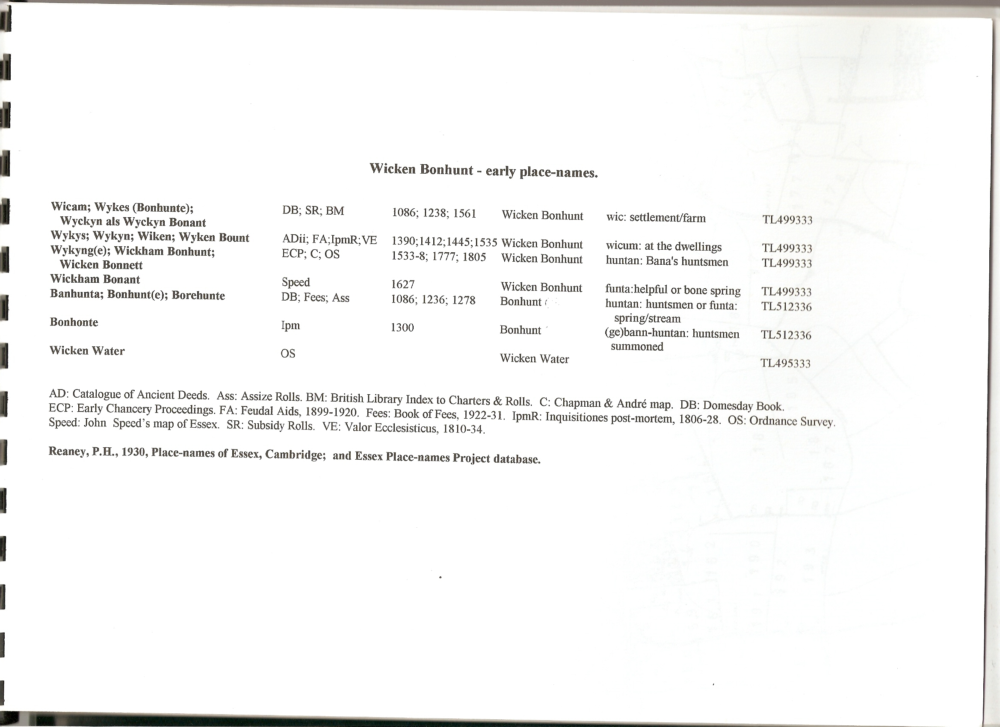 Wicken Bonhunt - early place-names.
Wicam; Wykes (Bonhunte); DB; SR; BM 1086; 1238; 1561 Wicken Bonhunt wic: settlement/farm TL499333
Wyckyn als Wyckyn Bonant
Wykys; Wykyn; Wiken; Wyken Bount ADii; FA;IpmR;VE 1390;1412;1445;1535 Wicken Bonhunt wicum: at the dwellings TL499333
Wykyng(e); Wickham Bonhunt; ECP; C; OS 1533-8; 1777; 1805 Wicken Bonhunt huntan: Bana's huntsmen TL499333
Wicken Bonnett
Wickham Bonant Speed 1627 Wicken Bonhunt funta:helpful or bone spring TL499333
Banhunta; Bonhunt(e); Borehunte DB; Fees; Ass 1086; 1236; 1278 Bonhunt huntan: huntsmen or funta: TL512336
spring/stream
Bonhonte Ipm 1300 Bonhunt (ge)bann-huntan: huntsmen TL512336
summoned
Wicken Water OS Wicken Water TL495333
AD: Catalogue of Ancient Deeds. Ass: Assize Rolls. BM: British Library Index to Charters & Rolls. C: Chapman & André map. DB: Domesday Book.
ECP: Early Chancery Proceedings. FA: Feudal Aids, 1899-1920. Fees: Book of Fees, 1922-31. IpmR: Inquisitiones post-mortem, 1806-28. OS: Ordnance Survey.
Speed: John Speed's map of Essex. SR: Subsidy Rolls. VE: Valor Ecclesisticus, 1810-34.
Reaney, P.H., 1930, Place-names of Essex, Cambridge; and Essex Place-names Project database.